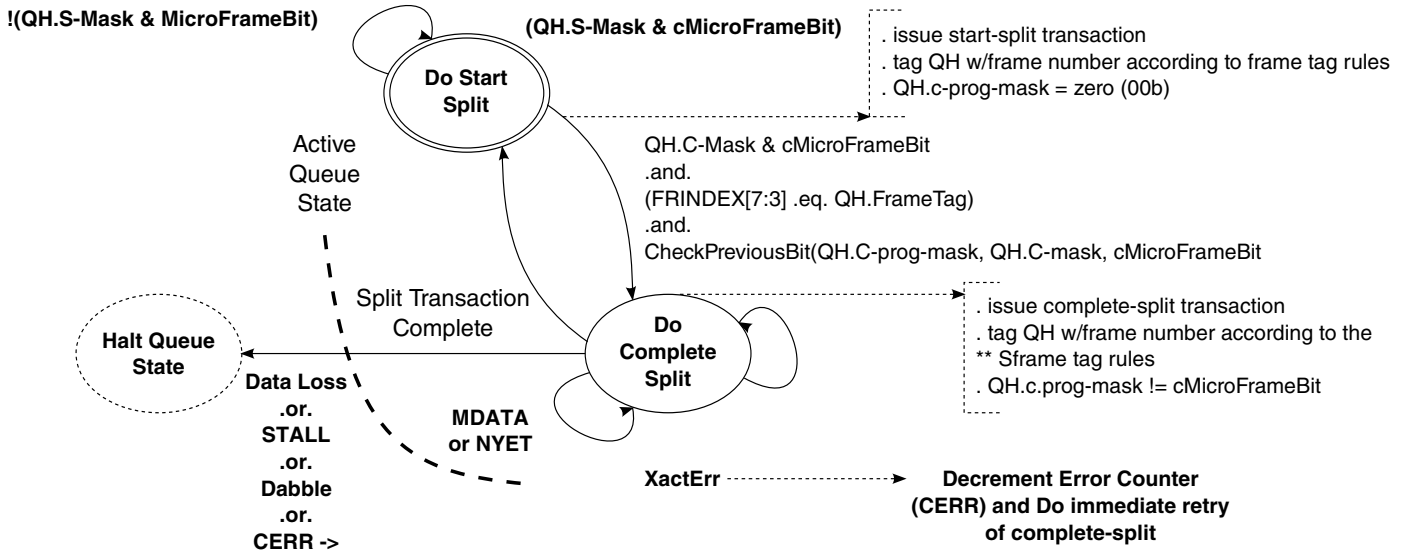 !(QH.S-Mask & MicroFrameBit)
(QH.S-Mask & cMicroFrameBit)
. issue start-split transaction
. tag QH w/frame number according to frame tag rules
. QH.c-prog-mask = zero (00b)
Do Start
Split
Active
Queue
State
QH.C-Mask & cMicroFrameBit
.and.
(FRINDEX[7:3] .eq. QH.FrameTag)
.and.
CheckPreviousBit(QH.C-prog-mask, QH.C-mask, cMicroFrameBit
Split Transaction
Complete
Halt Queue
State
Do
Complete
Split
. issue complete-split transaction
. tag QH w/frame number according to the
** Sframe tag rules
. QH.c.prog-mask != cMicroFrameBit
Data Loss
.or.
STALL
.or.
Dabble
.or.
CERR ->
MDATA
or NYET
XactErr
Decrement Error Counter
(CERR) and Do immediate retry
of complete-split